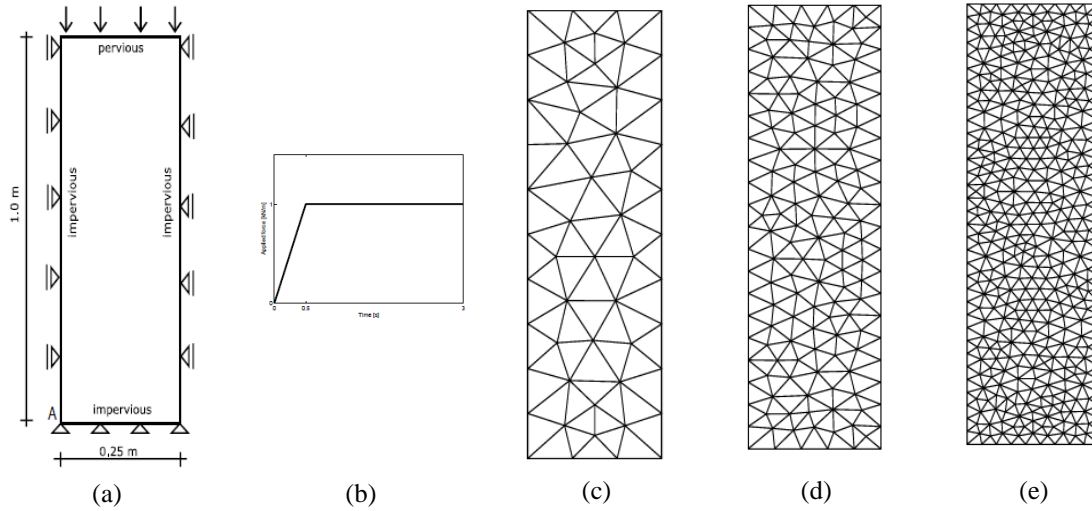 pervious
1.0 m
impervious
impervious
A
impervious
0,25 m
Applied force [kN/m]
1
0
0
0.5
3
Time [s]
(a)
(b)
(c)
(d)
(e)